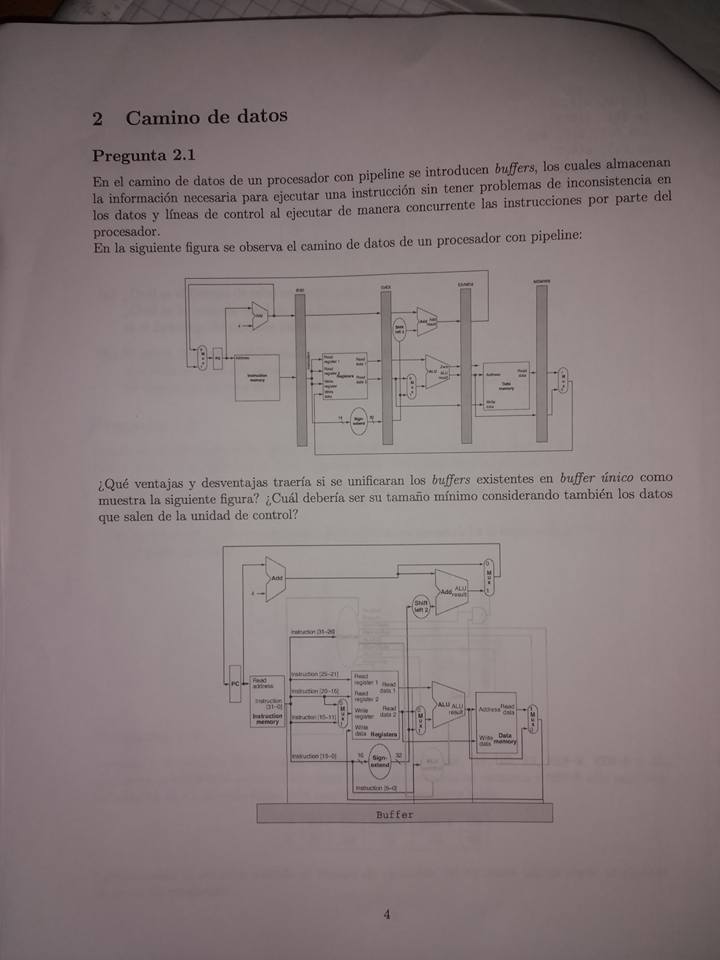 2 Camino de datos
Pregunta 2.1
En el camino de datos de un procesador con pipeline se introducen buffers, los cuales almacenan
la información necesaria para ejecutar una instrucción sin tener problemas de inconsistencia en
los datos y líneas de control al ejecutar de manera concurrente las instrucciones por parte del
procesador.
En la siguiente figura se observa el camino de datos de un procesador con pipeline:
Add
4
PC
Address
Instruction
memory
Read
register 1
Read
data 1
Read
register 2
Registers
Read
data 2
Write
register
Write
data
16
Sign-
extend
32
Shift
left 2
Add
Add
result
ALU
Zero
ALU
result
Address
Read
data
Data
memory
Write
data
¿Qué ventajas y desventajas traería si se unificaran los buffers existentes en buffer único como
muestra la siguiente figura? ¿Cuál debería ser su tamaño mínimo considerando también los datos
que salen de la unidad de control?
Add
4
Shift
left 2
Add
ALU
result
0
M
u
x
1
Instruction [31–26]
PC
Read
address
Instruction
[31–0]
Instruction
memory
Instruction [25–21]
Instruction [20–16]
Instruction [15–11]
Instruction [15–0]
Read
register 1
Read
data 1
Read
register 2
Write
register
Read
data 2
Write
data
Registers
16
Sign-
extend
32
Instruction [5–0]
ALU
ALU
result
Address
Read
data
Write
data
Data
memory
Buffer
4